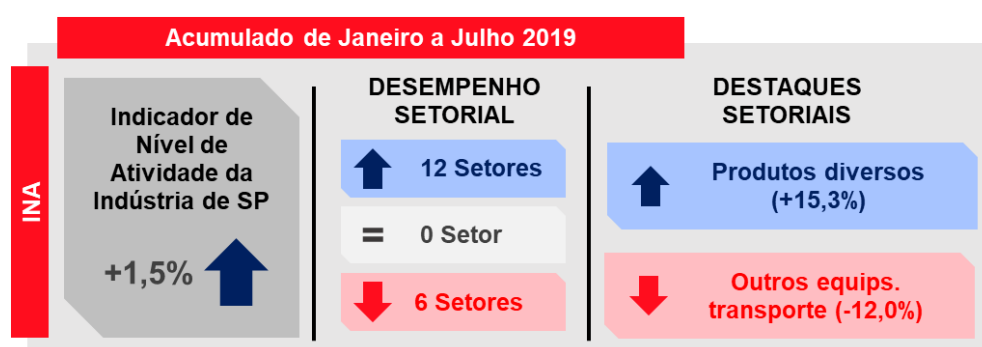 Acumulado de Janeiro a Julho 2019
INA
Indicador de
Nível de
Atividade da
Indústria de SP
+1,5%
DESEMPENHO
SETORIAL
12 Setores
= 0 Setor
6 Setores
DESTAQUES
SETORIAIS
Produtos diversos
(+15,3%)
Outros equips.
transporte (-12,0%)